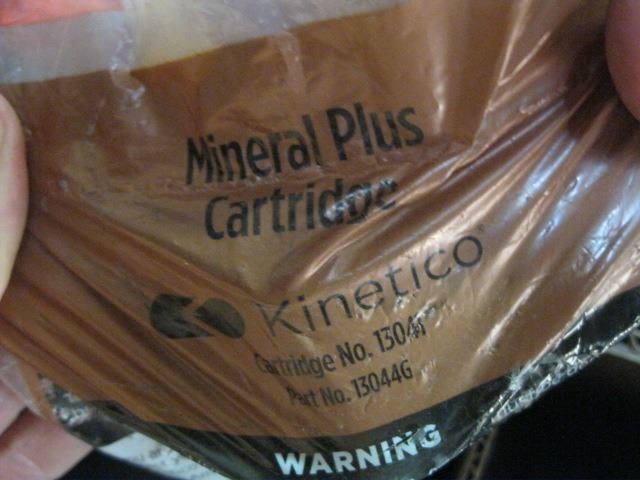 Mineral Plus
Cartridge
Kinetico
Cartridge No.
Part No. 13044G
WARNING